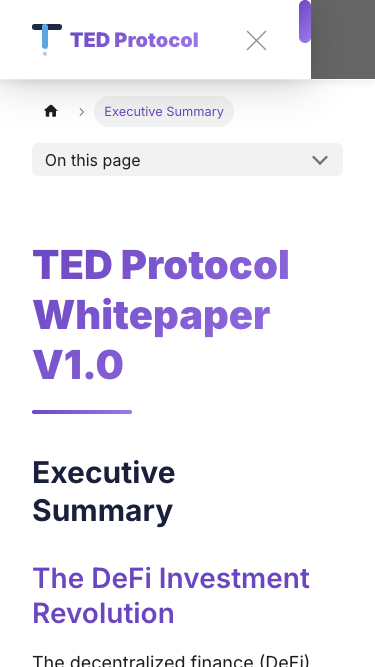 TED Protocol
Executive Summary
On this page
TED Protocol
Whitepaper
V1.0
Executive
Summary
The DeFi Investment
Revolution
The decentralized finance (DeFi)